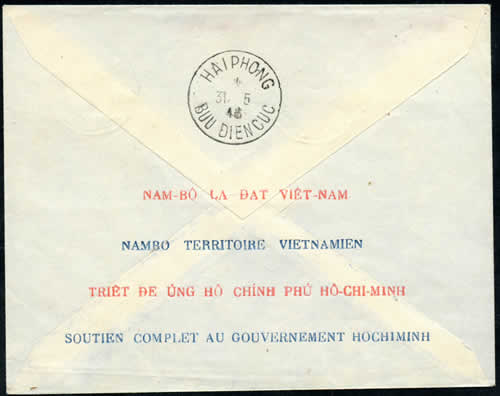 HAIPHONG
31 5
46
BUU DIEN CUC
NAM-BÔ LA ĐAT VIÊT-NAM
NAMBO TERRITOIRE VIETNAMIEN
TRIÊT ĐE ỦNG HÔ CHÍNH PHỦ HÔ-CHI-MINH
SOUTIEN COMPLET AU GOUVERNEMENT HOCHIMINH